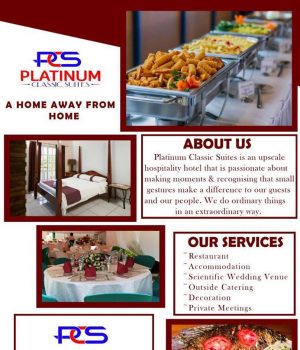 PCS
PLATINUM
CLASSIC SUITES
A HOME AWAY FROM
HOME
ABOUT US
Platinum Classic Suites is an upscale
hospitality hotel that is passionate about
making moments & recognising that small
gestures make a difference to our guests
and our people. We do ordinary things
in an extraordinary way.
OUR SERVICES
~ Restaurant
~ Accommodation
~ Scientific Wedding Venue
~ Outside Catering
~ Decoration
~ Private Meetings
PCS